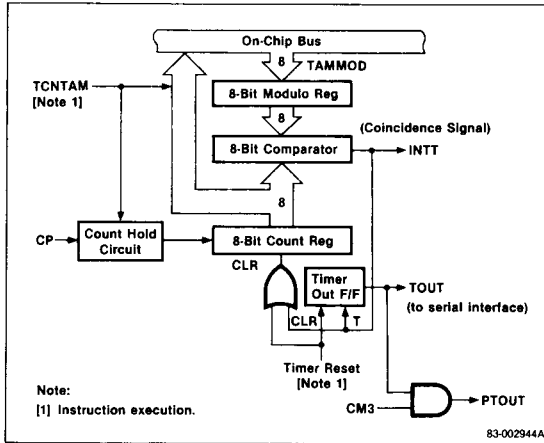 On-Chip Bus
8
TAMMOD
TCNTAM
[Note 1]
8-Bit Modulo Reg
8
(Coincidence Signal)
8-Bit Comparator
INTT
8
CP
Count Hold
Circuit
8-Bit Count Reg
CLR
Timer
Out F/F
TOUT
(to serial interface)
CLR
T
Timer Reset
[Note 1]
Note:
[1] Instruction execution.
CM3
PTOUT
83-002944A